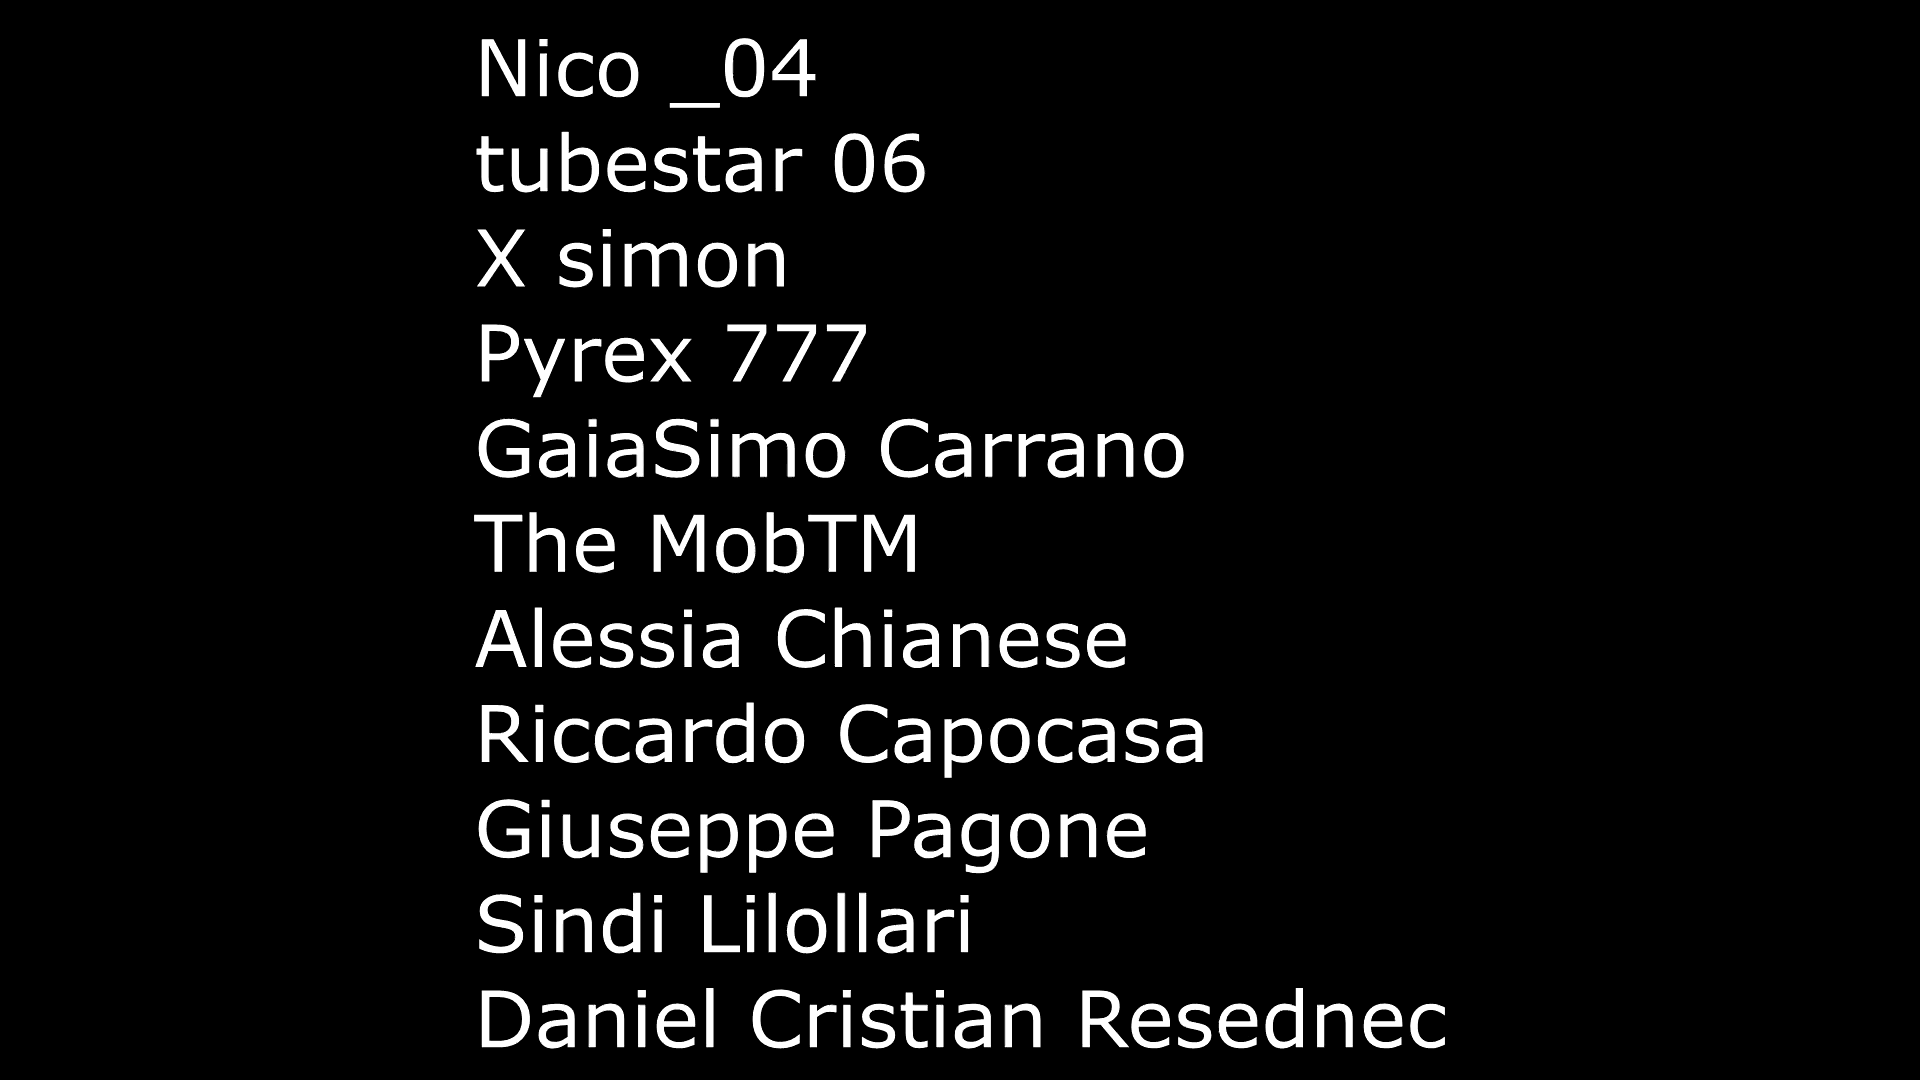 Nico _04
tubestar 06
X simon
Pyrex 777
GaiaSimo Carrano
The MobTM
Alessia Chianese
Riccardo Capocasa
Giuseppe Pagone
Sindi Lilollari
Daniel Cristian Resednec